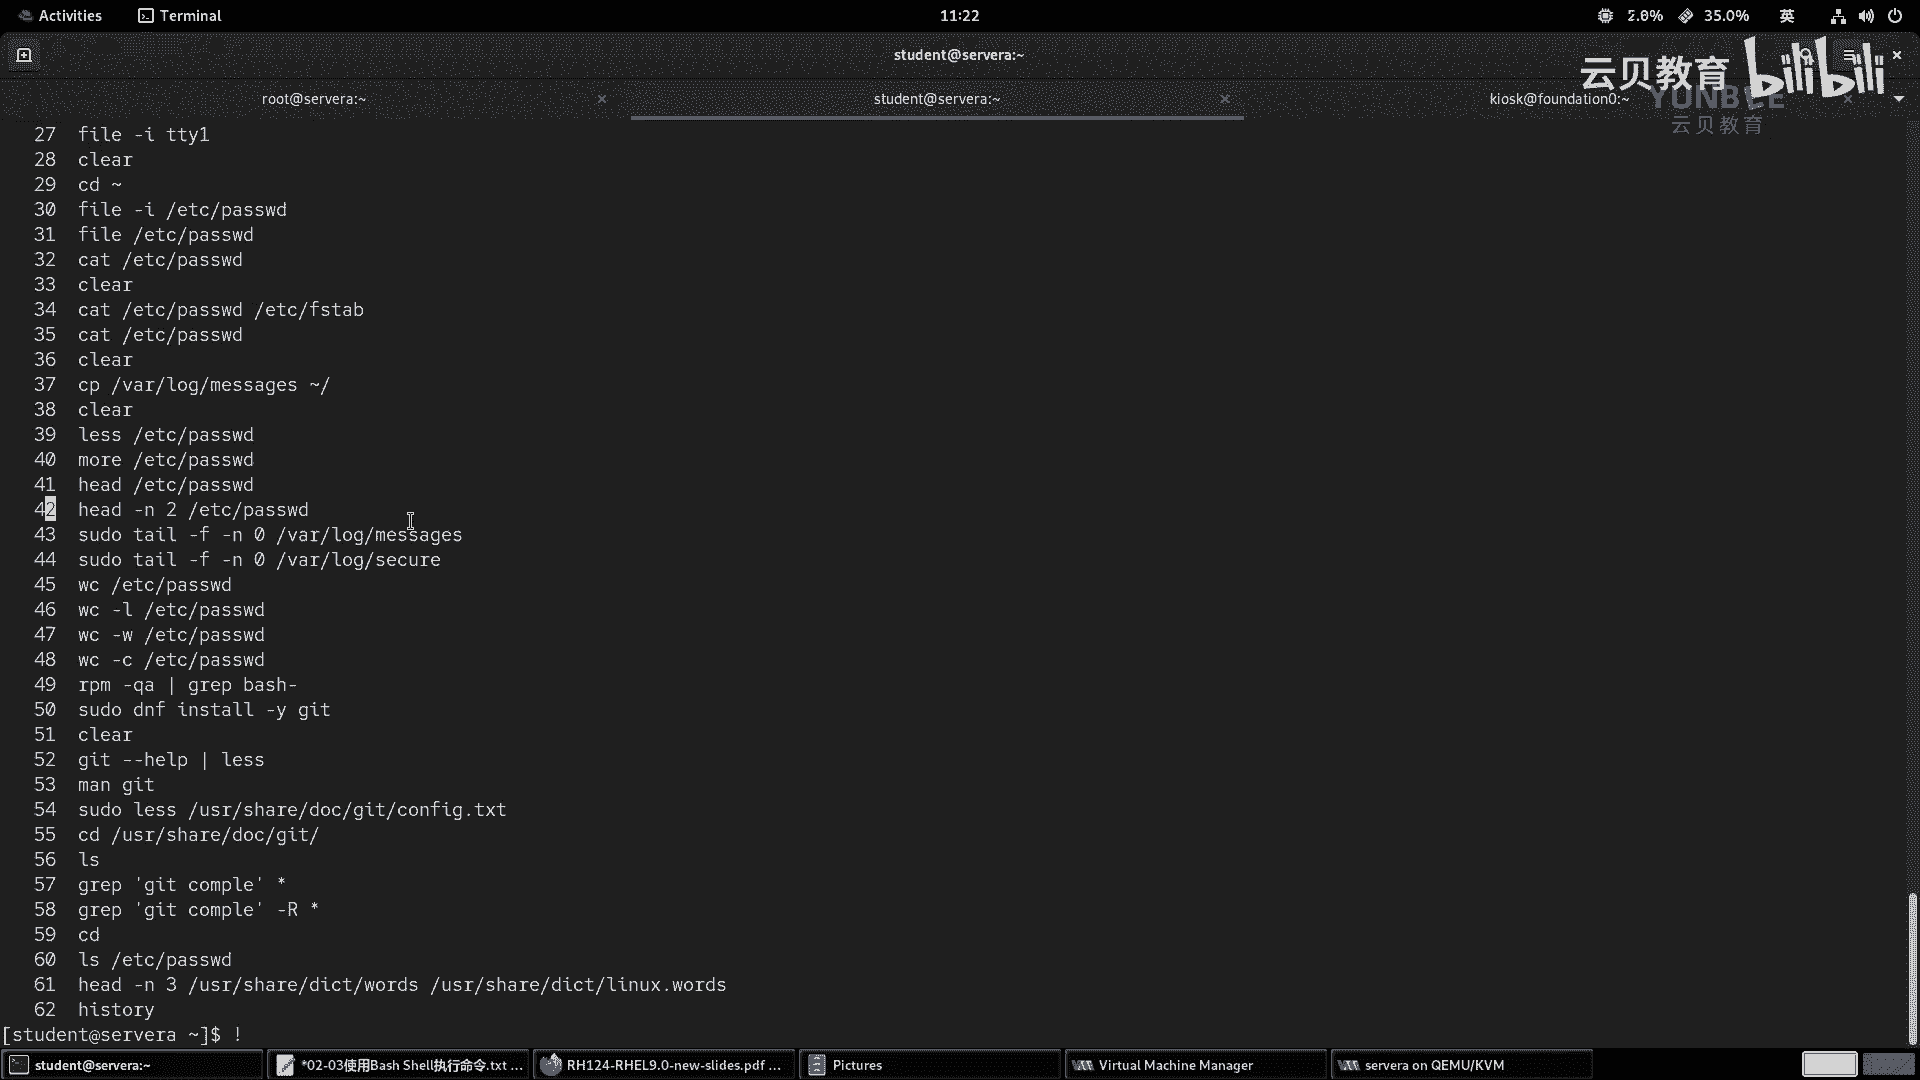 Activities Terminal 11:22 2.0% 35.0% 英
student@servera:~
云贝教育 bilibili
root@servera:~ student@servera:~ kiosk@foundation0:~
云贝教育
27 file -i tty1
28 clear
29 cd ~
30 file -i /etc/passwd
31 file /etc/passwd
32 cat /etc/passwd
33 clear
34 cat /etc/passwd /etc/fstab
35 cat /etc/passwd
36 clear
37 cp /var/log/messages ~/
38 clear
39 less /etc/passwd
40 more /etc/passwd
41 head /etc/passwd
42 head -n 2 /etc/passwd
43 sudo tail -f -n 0 /var/log/messages
44 sudo tail -f -n 0 /var/log/secure
45 wc /etc/passwd
46 wc -l /etc/passwd
47 wc -w /etc/passwd
48 wc -c /etc/passwd
49 rpm -qa | grep bash-
50 sudo dnf install -y git
51 clear
52 git --help | less
53 man git
54 sudo less /usr/share/doc/git/config.txt
55 cd /usr/share/doc/git/
56 ls
57 grep 'git comple' *
58 grep 'git comple' -R *
59 cd
60 ls /etc/passwd
61 head -n 3 /usr/share/dict/words /usr/share/dict/linux.words
62 history
[student@servera ~]$ !
student@servera:~ *02-03使用Bash Shell执行命令.txt ... RH124-RHEL9.0-new-slides.pdf ... Pictures Virtual Machine Manager servera on QEMU/KVM